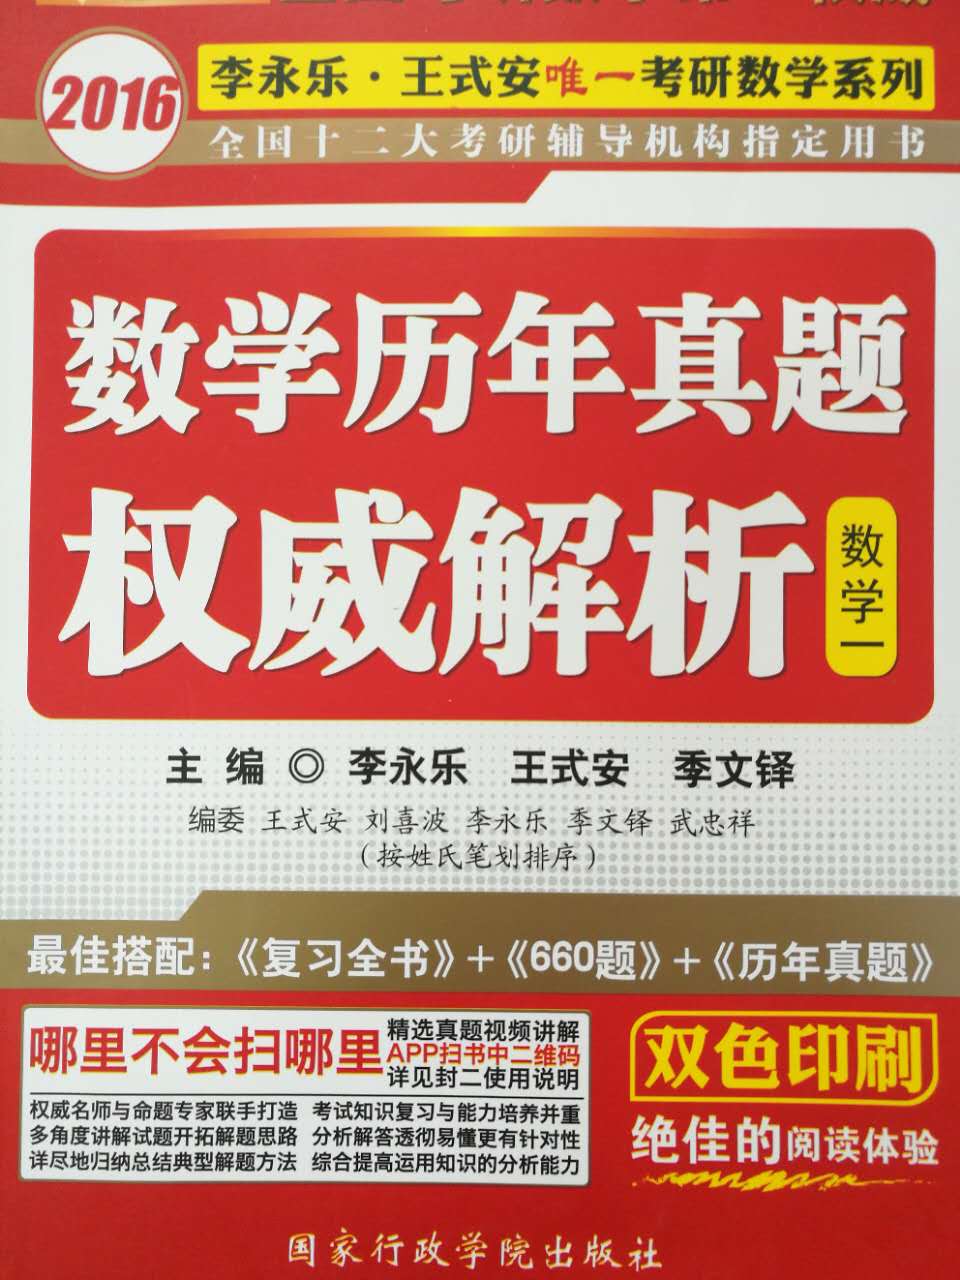 2016
李永乐·王式安唯一考研数学系列
全国十二大考研辅导机构指定用书
数学历年真题
权威解析
数学一
主编◎李永乐 王式安 季文铎
编委 王式安 刘喜波 李永乐 季文铎 武忠祥
(按姓氏笔划排序)
最佳搭配：《复习全书》+《660题》+《历年真题》
哪里不会扫哪里
精选真题视频讲解
APP扫书中二维码
详见封二使用说明
权威名师与命题专家联手打造 考试知识复习与能力培养并重
多角度讲解试题开拓解题思路 分析解答透彻易懂更有针对性
详尽地归纳总结典型解题方法 综合提高运用知识的分析能力
双色印刷
绝佳的阅读体验
国家行政学院出版社